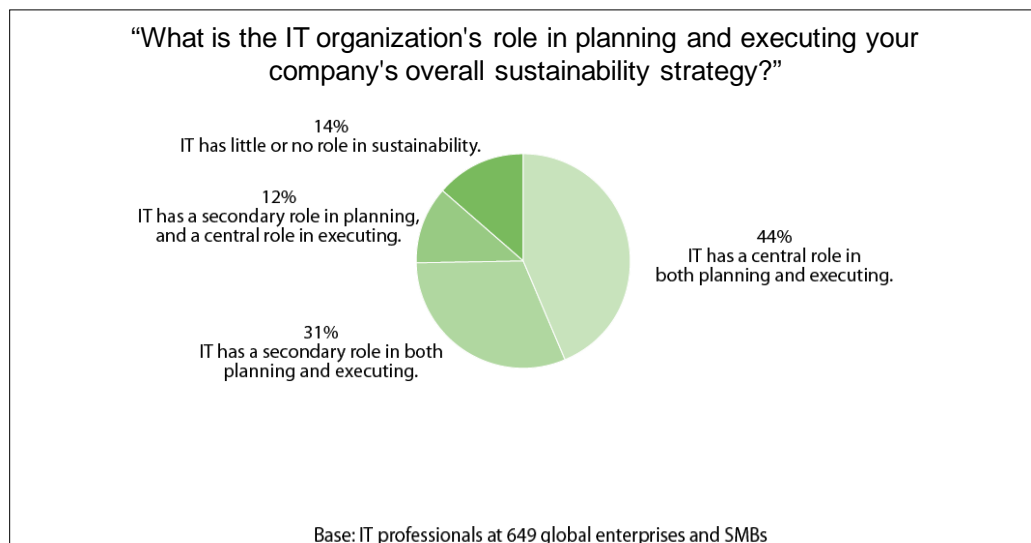 “What is the IT organization's role in planning and executing your
company's overall sustainability strategy?”
14%
IT has little or no role in sustainability.
12%
IT has a secondary role in planning,
and a central role in executing.
44%
IT has a central role in
both planning and executing.
31%
IT has a secondary role in both
planning and executing.
Base: IT professionals at 649 global enterprises and SMBs